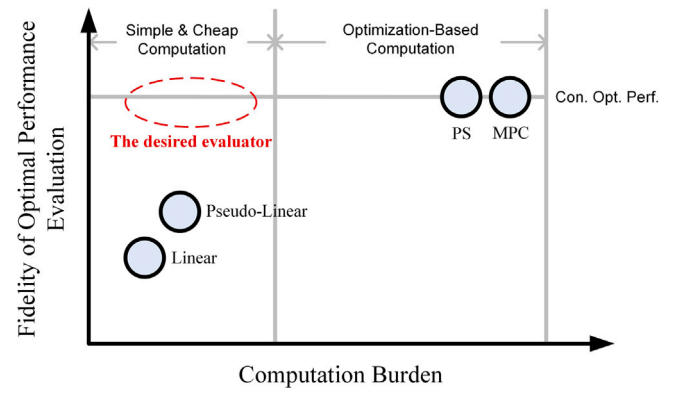 Simple & Cheap
Computation
Optimization-Based
Computation
Con. Opt. Perf.
The desired evaluator
PS
MPC
Pseudo-Linear
Linear
Fidelity of Optimal Performance
Evaluation
Computation Burden